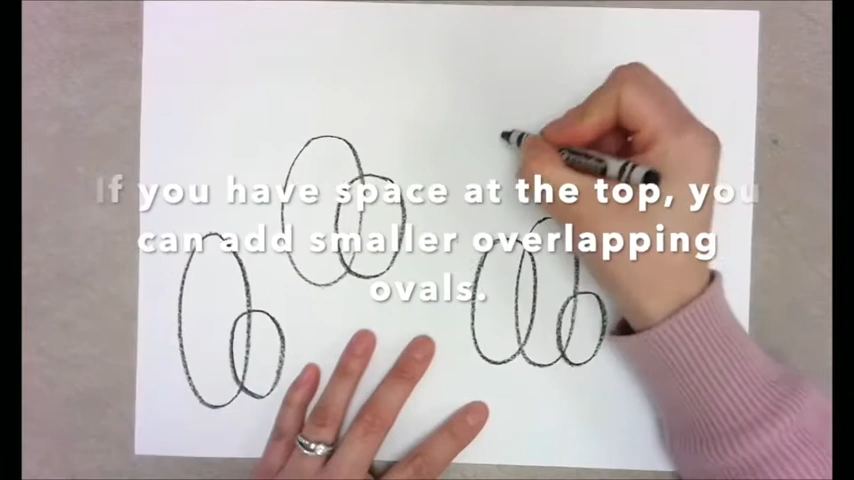 If you have space at the top, you
can add smaller overlapping
ovals.